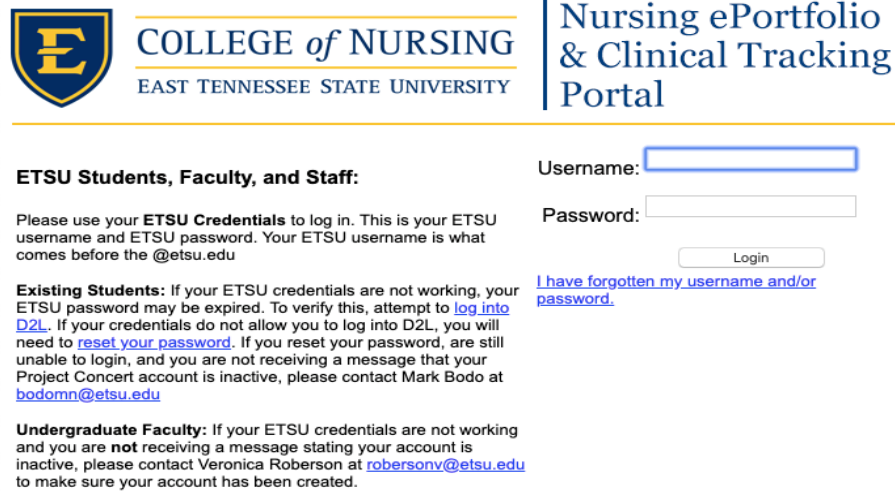 E
COLLEGE of NURSING
EAST TENNESSEE STATE UNIVERSITY
Nursing ePortfolio
& Clinical Tracking
Portal
ETSU Students, Faculty, and Staff:
Please use your ETSU Credentials to log in. This is your ETSU
username and ETSU password. Your ETSU username is what
comes before the @etsu.edu
Existing Students: If your ETSU credentials are not working, your
ETSU password may be expired. To verify this, attempt to log into
D2L. If your credentials do not allow you to log into D2L, you will
need to reset your password. If you reset your password, are still
unable to login, and you are not receiving a message that your
Project Concert account is inactive, please contact Mark Bodo at
bodomn@etsu.edu
Undergraduate Faculty: If your ETSU credentials are not working
and you are not receiving a message stating your account is
inactive, please contact Veronica Roberson at robersonv@etsu.edu
to make sure your account has been created.
Username:
Password:
Login
I have forgotten my username and/or
password.